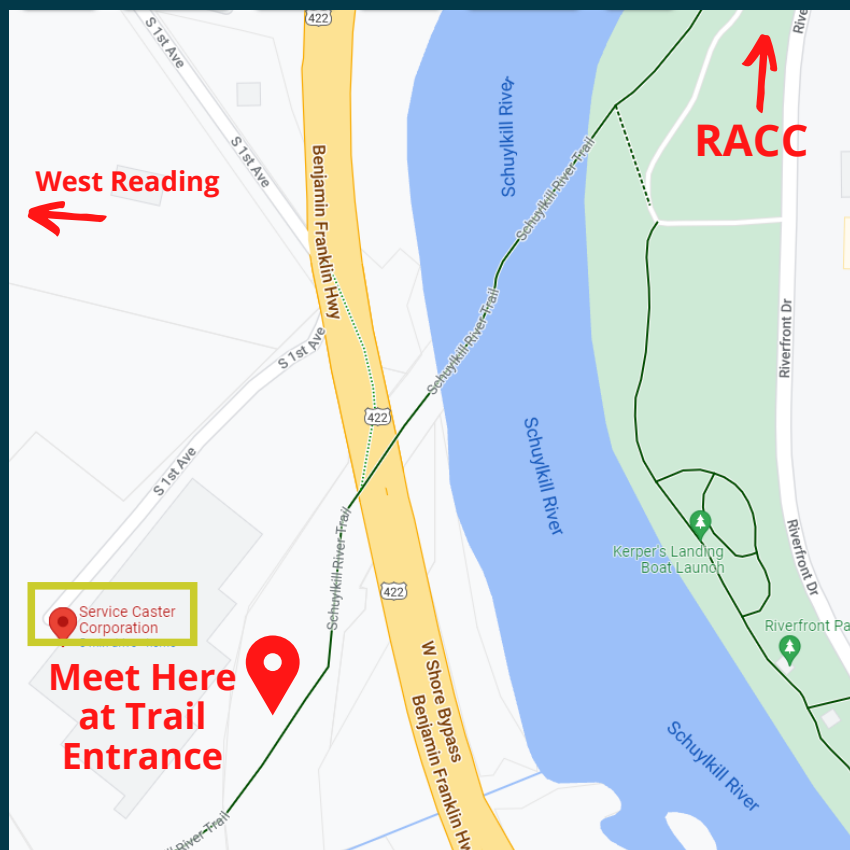 422
S 1st Ave
Rive
Schuylkill River
RACC
S 1st Ave
Benjamin Franklin Hwy
Schuylkill River Trail
West Reading
S 1st Ave
Schuylkill River Trail
Riverfront Dr
422
S 1st Ave
Schuylkill River
Schuylkill River Trail
Kerper's Landing
Boat Launch
Riverfront Dr
422
Service Caster
Corporation
Riverfront Pa
Meet Here
at Trail
Entrance
W Shore Bypass
Benjamin Franklin Hw
Schuylkill River
ll River Trail